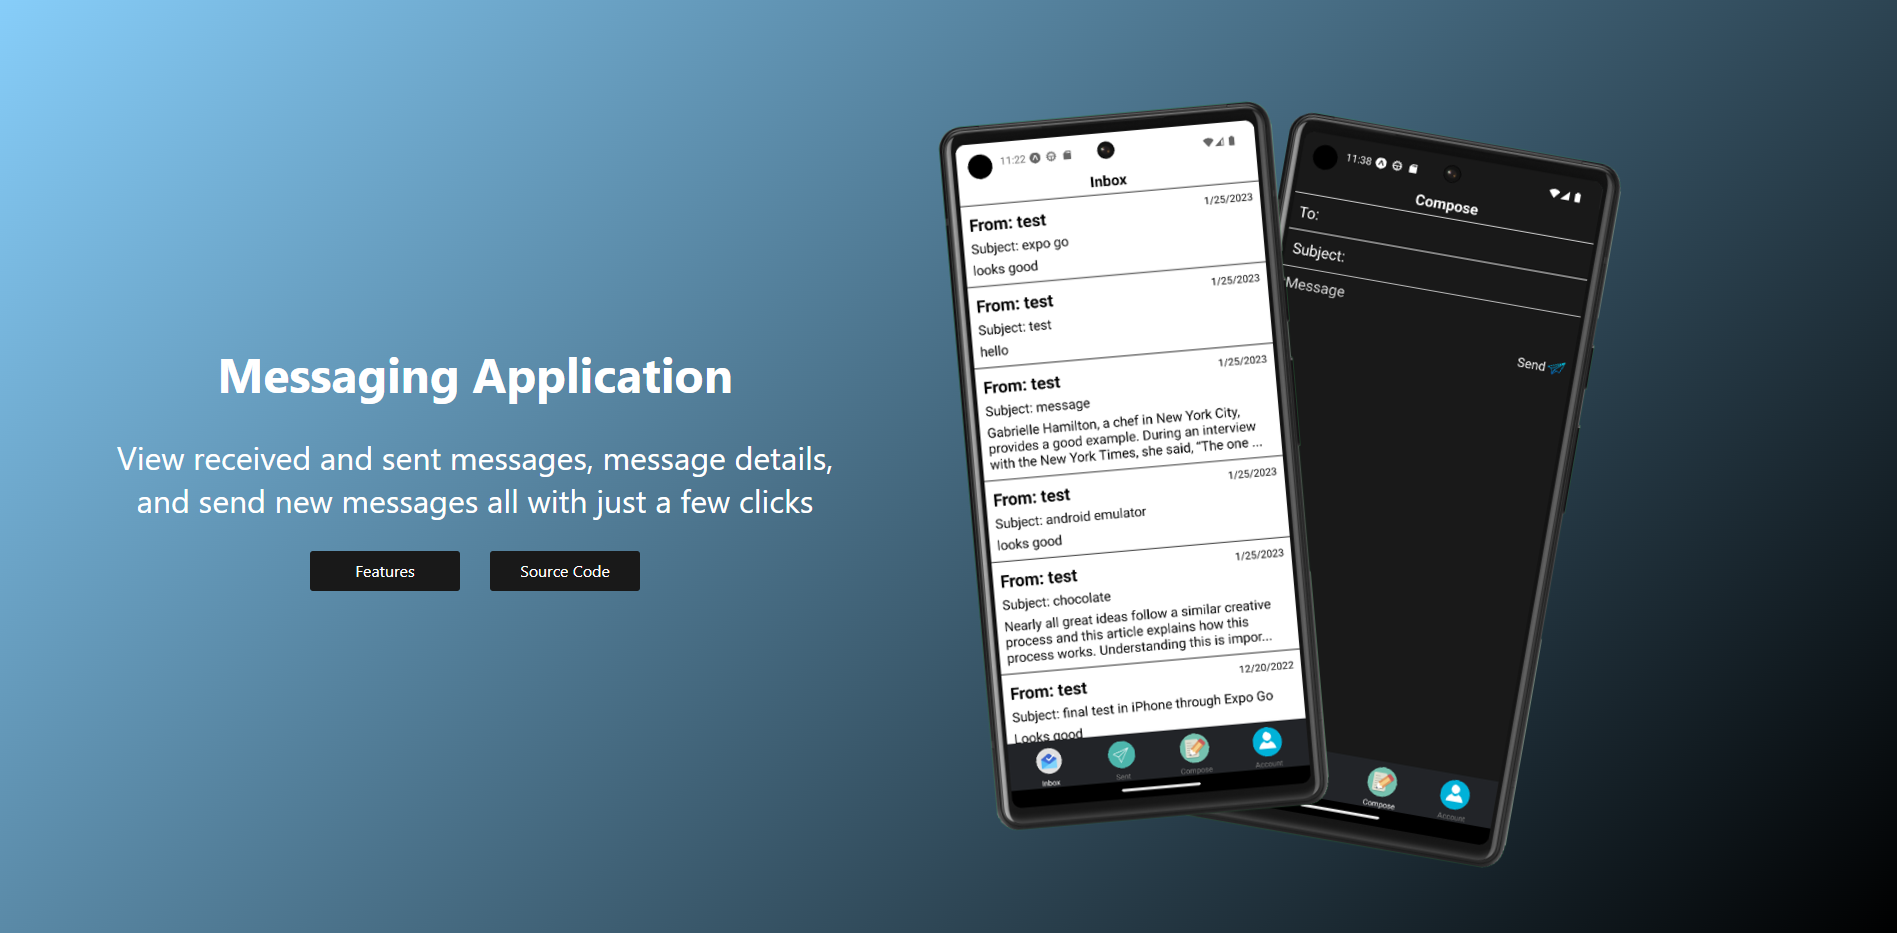 Messaging Application
View received and sent messages, message details,
and send new messages all with just a few clicks
Features
Source Code
11:22
Inbox
1/25/2023
From: test
Subject: expo go
looks good
1/25/2023
From: test
Subject: test
hello
1/25/2023
From: test
Subject: message
Gabrielle Hamilton, a chef in New York City,
provides a good example. During an interview
with the New York Times, she said, “The one ...
1/25/2023
From: test
Subject: android emulator
looks good
1/25/2023
From: test
Subject: chocolate
Nearly all great ideas follow a similar creative
process and this article explains how this
process works. Understanding this is impor...
12/20/2022
From: test
Subject: final test in iPhone through Expo Go
Looks good
Inbox
Sent
Compose
Account
11:38
Compose
To:
Subject:
Message
Send
Compose
Account